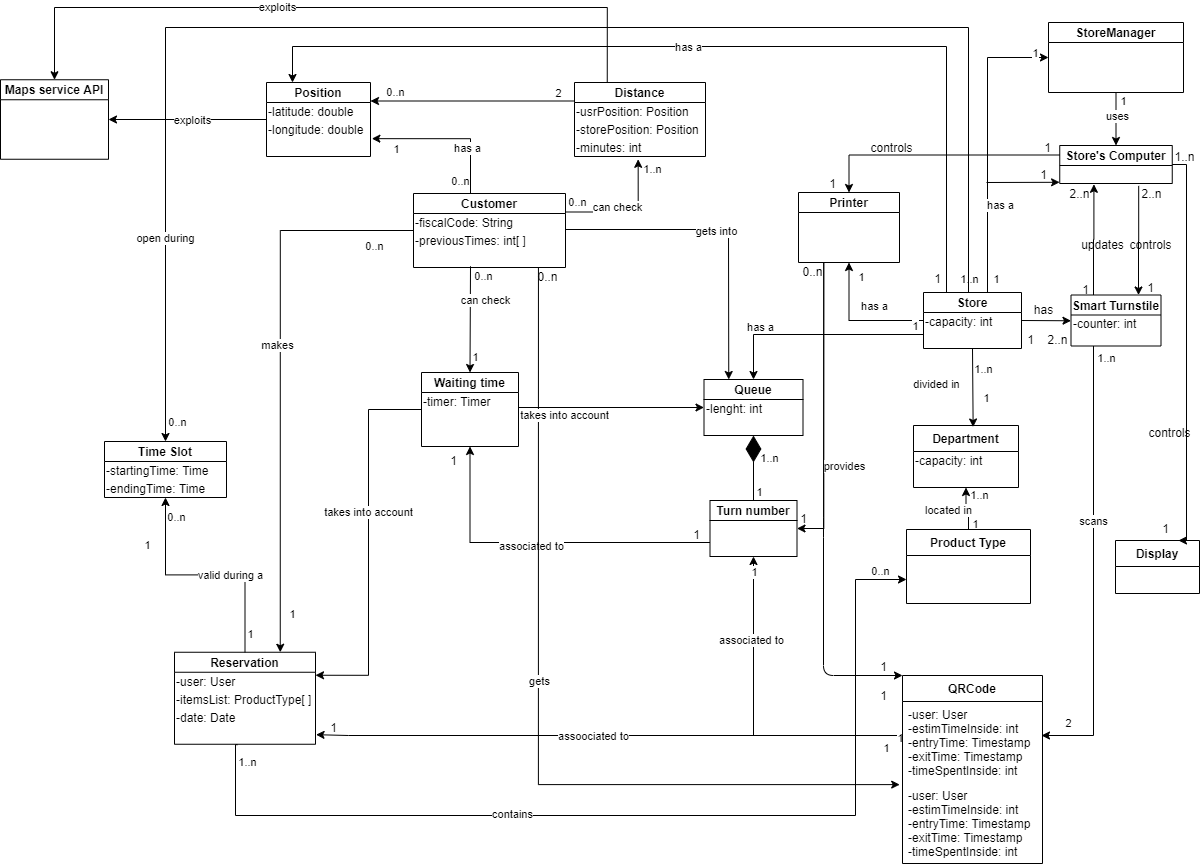 exploits
StoreManager
has a
1
Maps service API
Position
-latitude: double
-longitude: double
0..n
2
Distance
-usrPosition: Position
-storePosition: Position
-minutes: int
1
uses
exploits
1
has a
0..n
1..n
controls
1
1
Store's Computer
1..n
1
2..n
2..n
has a
Customer
-fiscalCode: String
-previousTimes: int[ ]
0..n
can check
Printer
open during
0..n
gets into
updates
controls
0..n
0..n
0..n
1
1
1..n
1
1
1
can check
has a
Store
-capacity: int
has
1
2..n
Smart Turnstile
-counter: int
1
has a
makes
1
1..n
1..n
divided in
1
Waiting time
-timer: Timer
Queue
-lenght: int
takes into account
0..n
Time Slot
-startingTime: Time
-endingTime: Time
Department
-capacity: int
controls
1
1..n
provides
1..n
located in
1
1
Turn number
1
1
takes into account
0..n
1
associated to
scans
1
Product Type
Display
valid during a
1
0..n
1
1
associated to
Reservation
-user: User
-itemsList: ProductType[ ]
-date: Date
gets
1
1
QRCode
-user: User
-estimTimeInside: int
-entryTime: Timestamp
-exitTime: Timestamp
-timeSpentInside: int
-user: User
-estimTimeInside: int
-entryTime: Timestamp
-exitTime: Timestamp
-timeSpentInside: int
2
1
assoociated to
1
1
1..n
contains